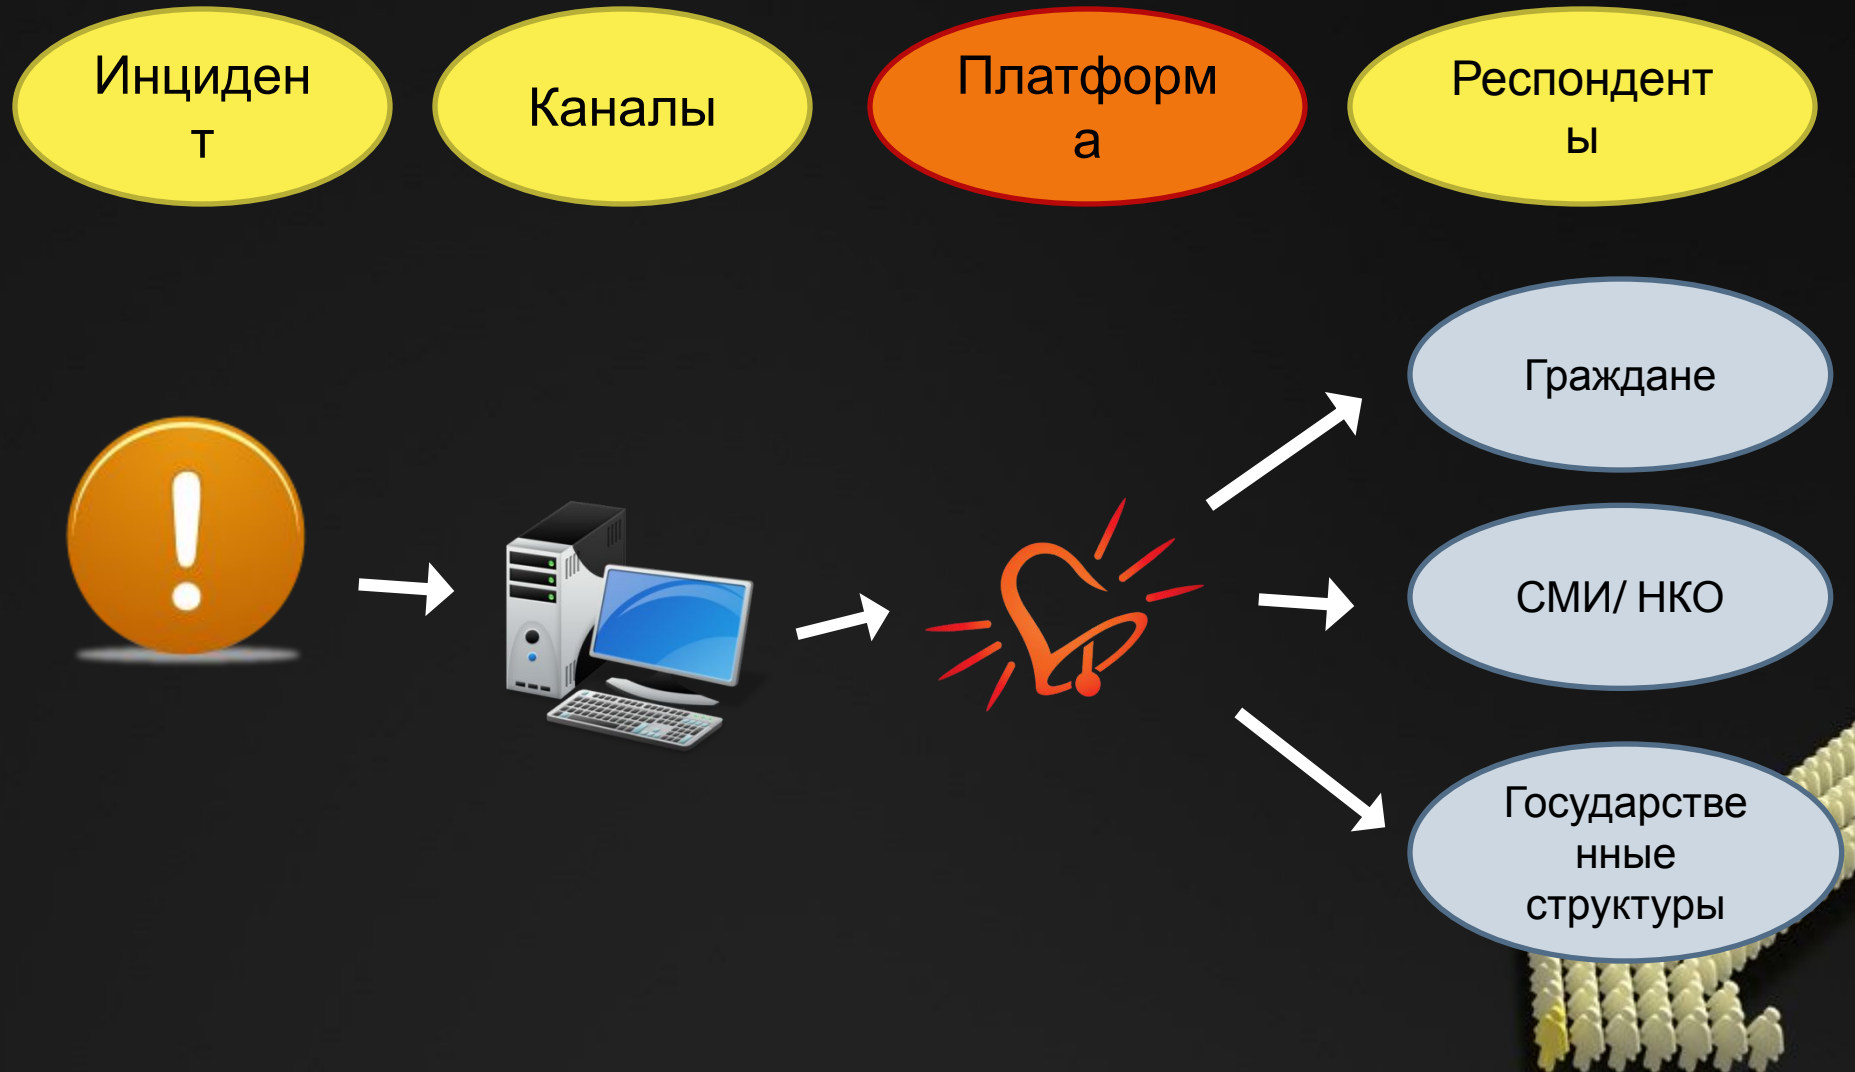 Инциден
т
Каналы
Платформ
а
Респондент
ы
Граждане
СМИ/ НКО
Государстве
нные
структуры